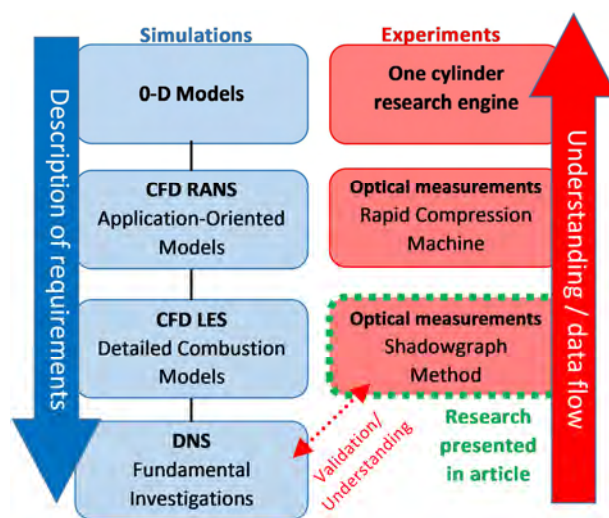 Simulations
Experiments
Description of requirements
0-D Models
One cylinder
research engine
CFD RANS
Application-Oriented
Models
Optical measurements
Rapid Compression
Machine
CFD LES
Detailed Combustion
Models
Optical measurements
Shadowgraph
Method
DNS
Fundamental
Investigations
Validation/
Understanding
Research
presented
in article
Understanding / data flow